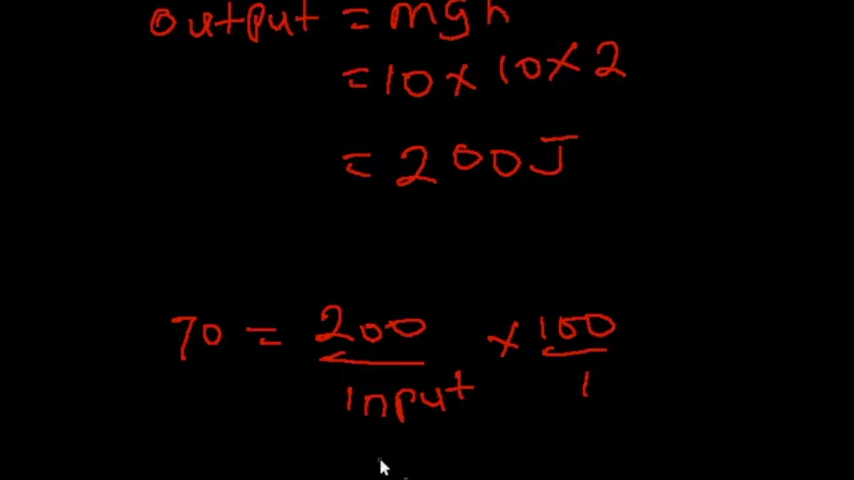 output = mgh
= 10 × 10 × 2
= 200J
70 = 200/input × 100/1